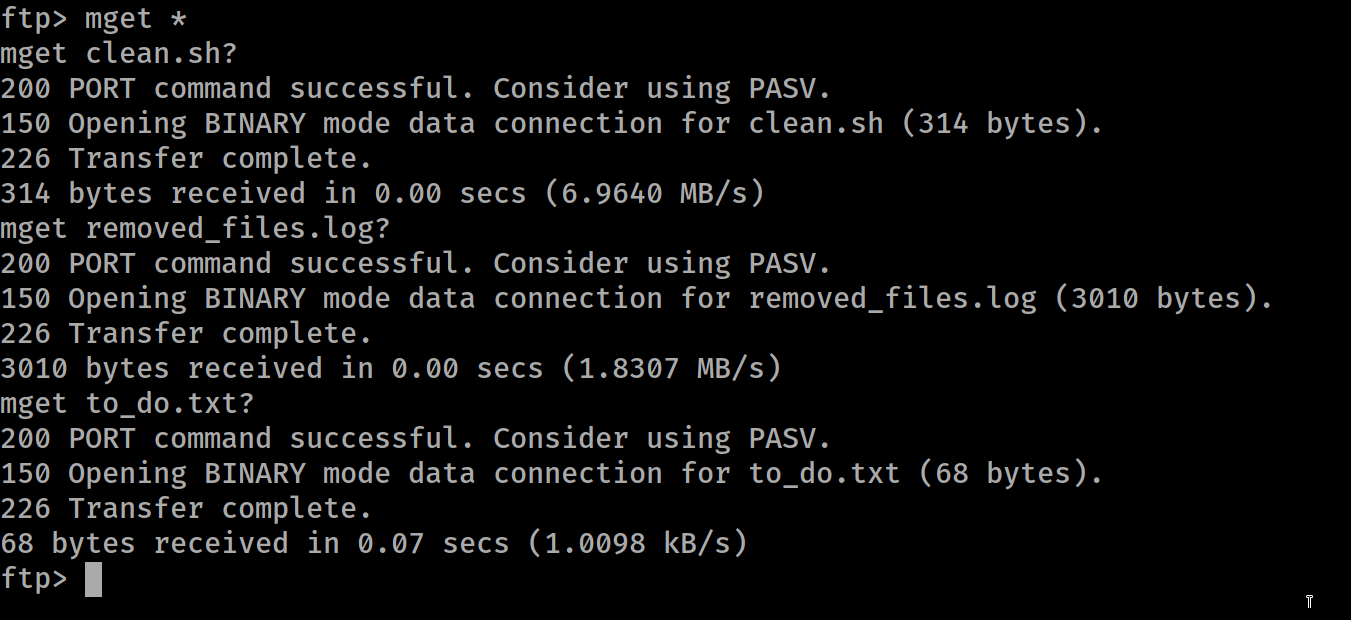 ftp> mget *
mget clean.sh?
200 PORT command successful. Consider using PASV.
150 Opening BINARY mode data connection for clean.sh (314 bytes).
226 Transfer complete.
314 bytes received in 0.00 secs (6.9640 MB/s)
mget removed_files.log?
200 PORT command successful. Consider using PASV.
150 Opening BINARY mode data connection for removed_files.log (3010 bytes).
226 Transfer complete.
3010 bytes received in 0.00 secs (1.8307 MB/s)
mget to_do.txt?
200 PORT command successful. Consider using PASV.
150 Opening BINARY mode data connection for to_do.txt (68 bytes).
226 Transfer complete.
68 bytes received in 0.07 secs (1.0098 kB/s)
ftp>